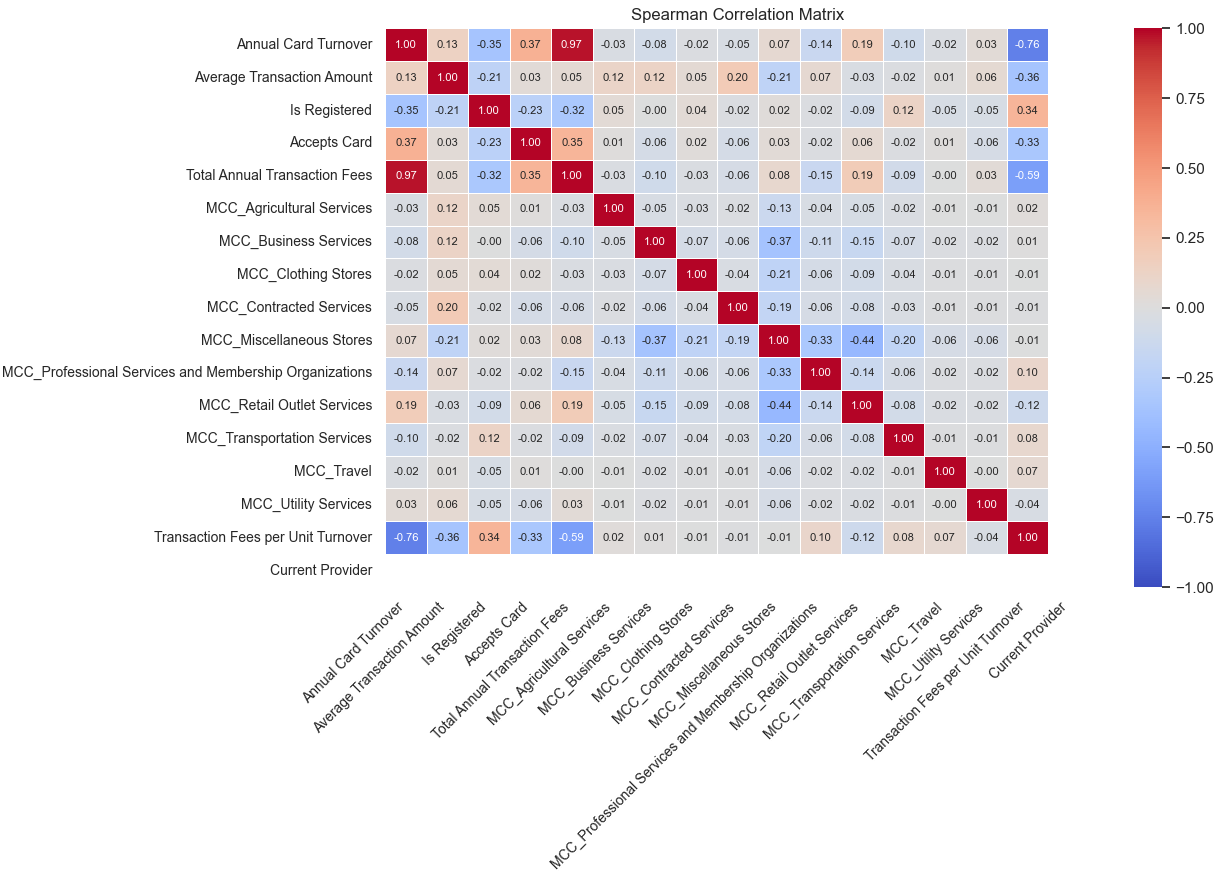 Spearman Correlation Matrix
Annual Card Turnover 1.00 0.13 -0.35 0.37 0.97 -0.03 -0.08 -0.02 -0.05 0.07 -0.14 0.19 -0.10 -0.02 0.03 -0.76
Average Transaction Amount 0.13 1.00 -0.21 0.03 0.05 0.12 0.12 0.05 0.20 -0.21 0.07 -0.03 -0.02 0.01 0.06 -0.36
Is Registered -0.35 -0.21 1.00 -0.23 -0.32 0.05 -0.00 0.04 -0.02 0.02 -0.02 -0.09 0.12 -0.05 -0.05 0.34
Accepts Card 0.37 0.03 -0.23 1.00 0.35 0.01 -0.06 0.02 -0.06 0.03 -0.02 0.06 -0.02 0.01 -0.06 -0.33
Total Annual Transaction Fees 0.97 0.05 -0.32 0.35 1.00 -0.03 -0.10 -0.03 -0.06 0.08 -0.15 0.19 -0.09 -0.00 0.03 -0.59
MCC_Agricultural Services -0.03 0.12 0.05 0.01 -0.03 1.00 -0.05 -0.03 -0.02 -0.13 -0.04 -0.05 -0.02 -0.01 -0.01 0.02
MCC_Business Services -0.08 0.12 -0.00 -0.06 -0.10 -0.05 1.00 -0.07 -0.06 -0.37 -0.11 -0.15 -0.07 -0.02 -0.02 0.01
MCC_Clothing Stores -0.02 0.05 0.04 0.02 -0.03 -0.03 -0.07 1.00 -0.04 -0.21 -0.06 -0.09 -0.04 -0.01 -0.01 -0.01
MCC_Contracted Services -0.05 0.20 -0.02 -0.06 -0.06 -0.02 -0.06 -0.04 1.00 -0.19 -0.06 -0.08 -0.03 -0.01 -0.01 -0.01
MCC_Miscellaneous Stores 0.07 -0.21 0.02 0.03 0.08 -0.13 -0.37 -0.21 -0.19 1.00 -0.33 -0.44 -0.20 -0.06 -0.06 -0.01
MCC_Professional Services and Membership Organizations -0.14 0.07 -0.02 -0.02 -0.15 -0.04 -0.11 -0.06 -0.06 -0.33 1.00 -0.14 -0.06 -0.02 -0.02 0.10
MCC_Retail Outlet Services 0.19 -0.03 -0.09 0.06 0.19 -0.05 -0.15 -0.09 -0.08 -0.44 -0.14 1.00 -0.08 -0.02 -0.02 -0.12
MCC_Transportation Services -0.10 -0.02 0.12 -0.02 -0.09 -0.02 -0.07 -0.04 -0.03 -0.20 -0.06 -0.08 1.00 -0.01 -0.01 0.08
MCC_Travel -0.02 0.01 -0.05 0.01 -0.00 -0.01 -0.02 -0.01 -0.01 -0.06 -0.02 -0.02 -0.01 1.00 -0.00 0.07
MCC_Utility Services 0.03 0.06 -0.05 -0.06 0.03 -0.01 -0.02 -0.01 -0.01 -0.06 -0.02 -0.02 -0.01 -0.00 1.00 -0.04
Transaction Fees per Unit Turnover -0.76 -0.36 0.34 -0.33 -0.59 0.02 0.01 -0.01 -0.01 -0.01 0.10 -0.12 0.08 0.07 -0.04 1.00
Current Provider
Annual Card Turnover
Average Transaction Amount
Is Registered
Accepts Card
Total Annual Transaction Fees
MCC_Agricultural Services
MCC_Business Services
MCC_Clothing Stores
MCC_Contracted Services
MCC_Miscellaneous Stores
MCC_Professional Services and Membership Organizations
MCC_Retail Outlet Services
MCC_Transportation Services
MCC_Travel
MCC_Utility Services
Transaction Fees per Unit Turnover
Current Provider
1.00
0.75
0.50
0.25
0.00
−0.25
−0.50
−0.75
−1.00